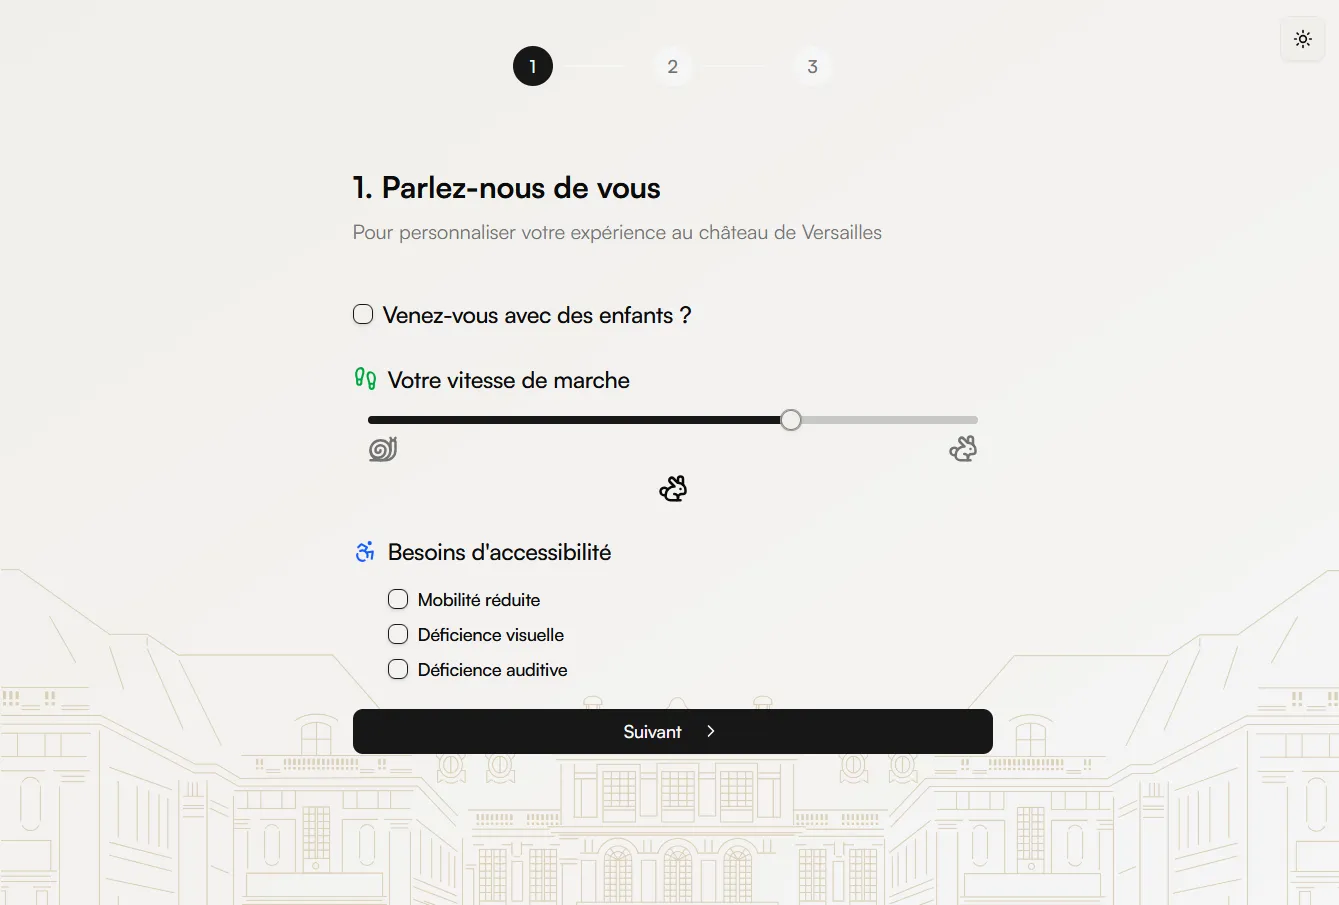 1
2
3
1. Parlez-nous de vous
Pour personnaliser votre expérience au château de Versailles
Venez-vous avec des enfants ?
Votre vitesse de marche
Besoins d'accessibilité
Mobilité réduite
Déficience visuelle
Déficience auditive
Suivant